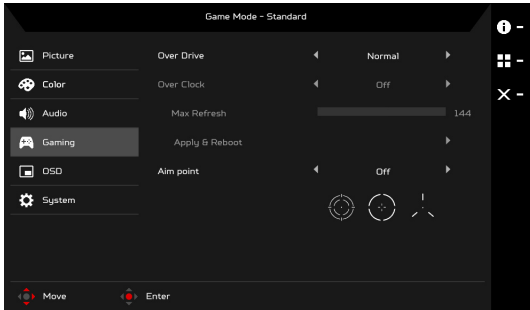 Game Mode - Standard
Picture
Color
Audio
Gaming
OSD
System
Over Drive Normal
Over Clock Off
Max Refresh 144
Apply & Reboot
Aim point Off
Move Enter